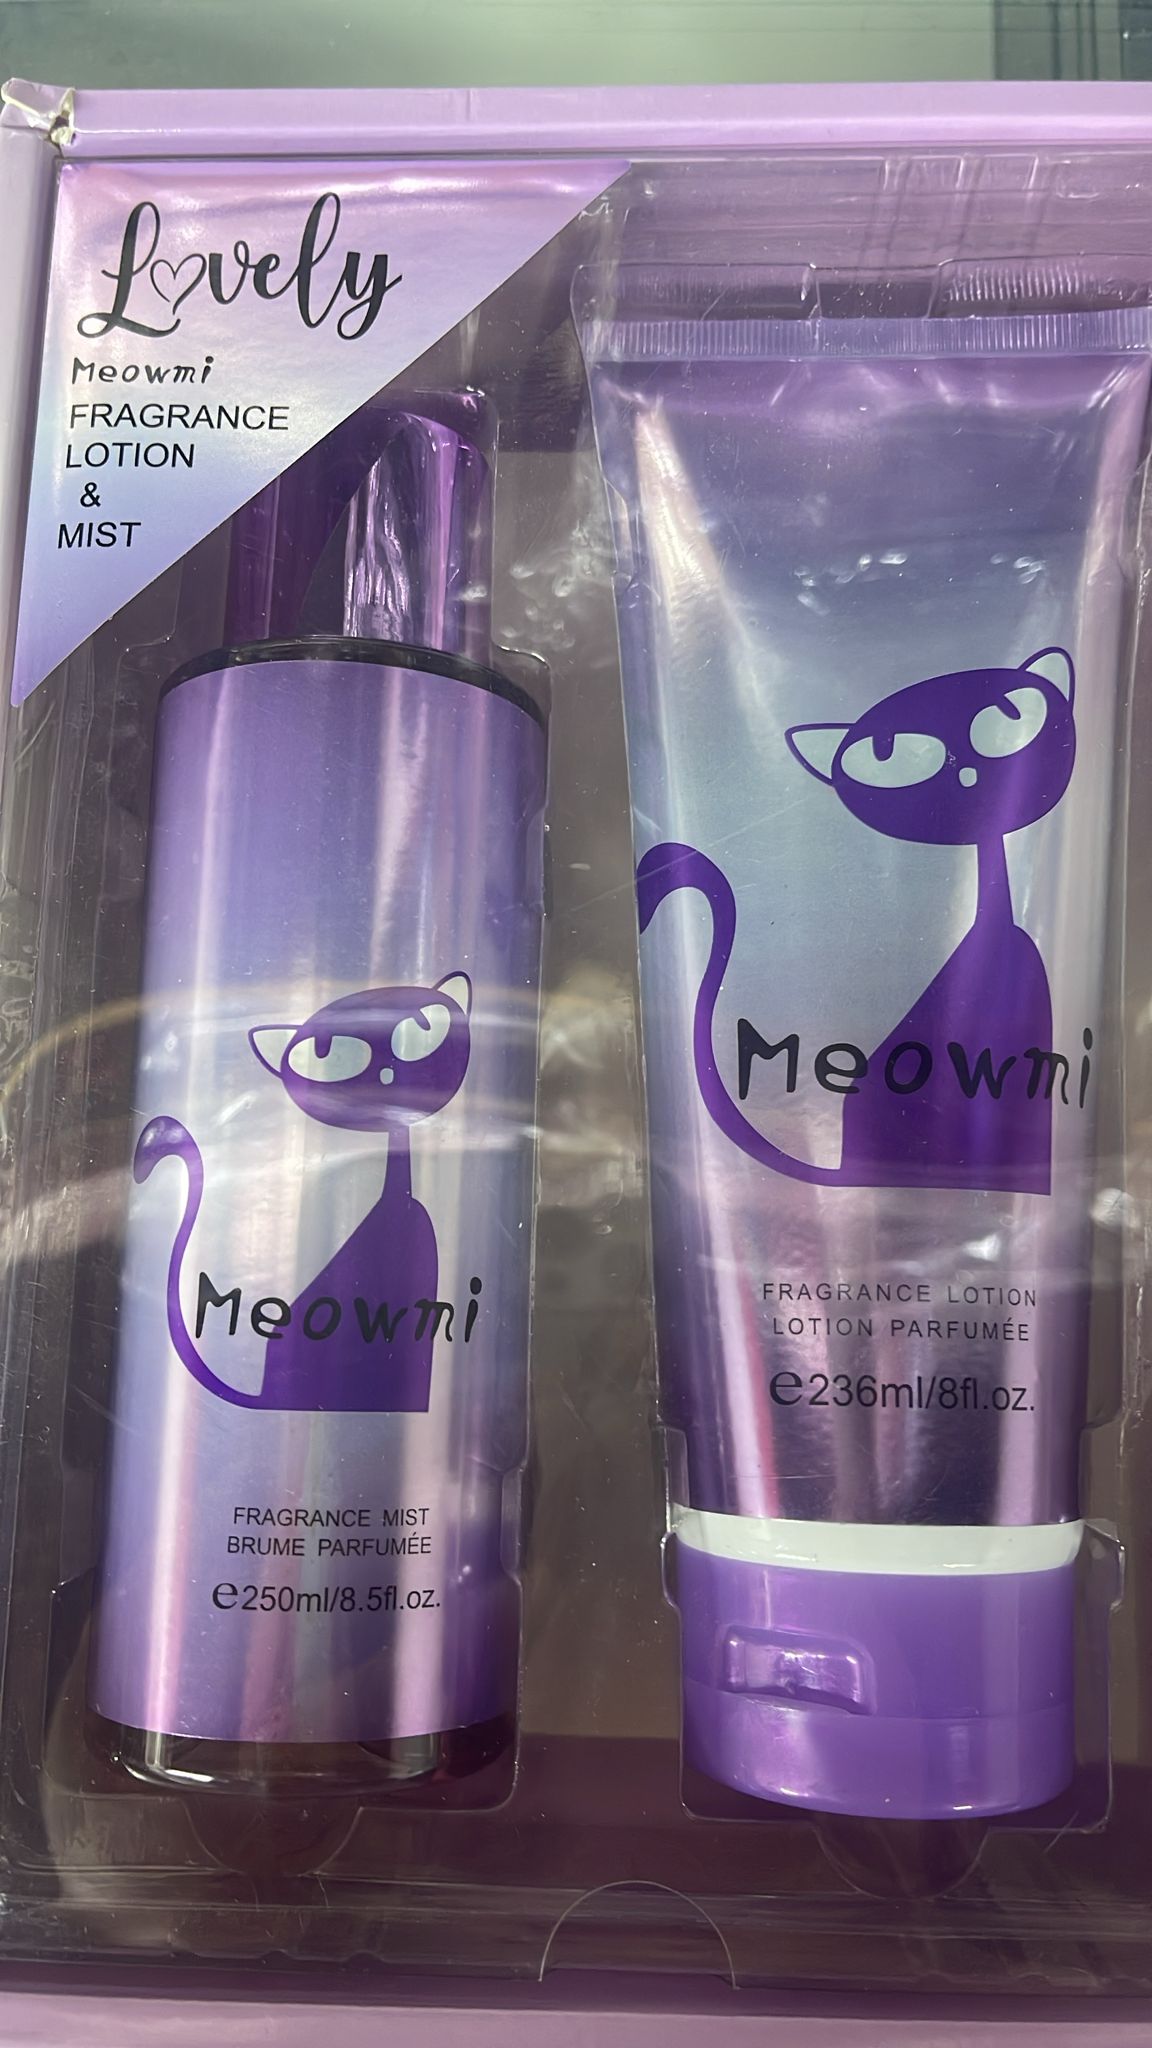 Lovely
Meowmi
FRAGRANCE
LOTION
&
MIST
Meowmi
FRAGRANCE MIST
BRUME PARFUMÉE
℮250ml/8.5fl.oz.
Meowmi
FRAGRANCE LOTION
LOTION PARFUMÉE
℮236ml/8fl.oz.